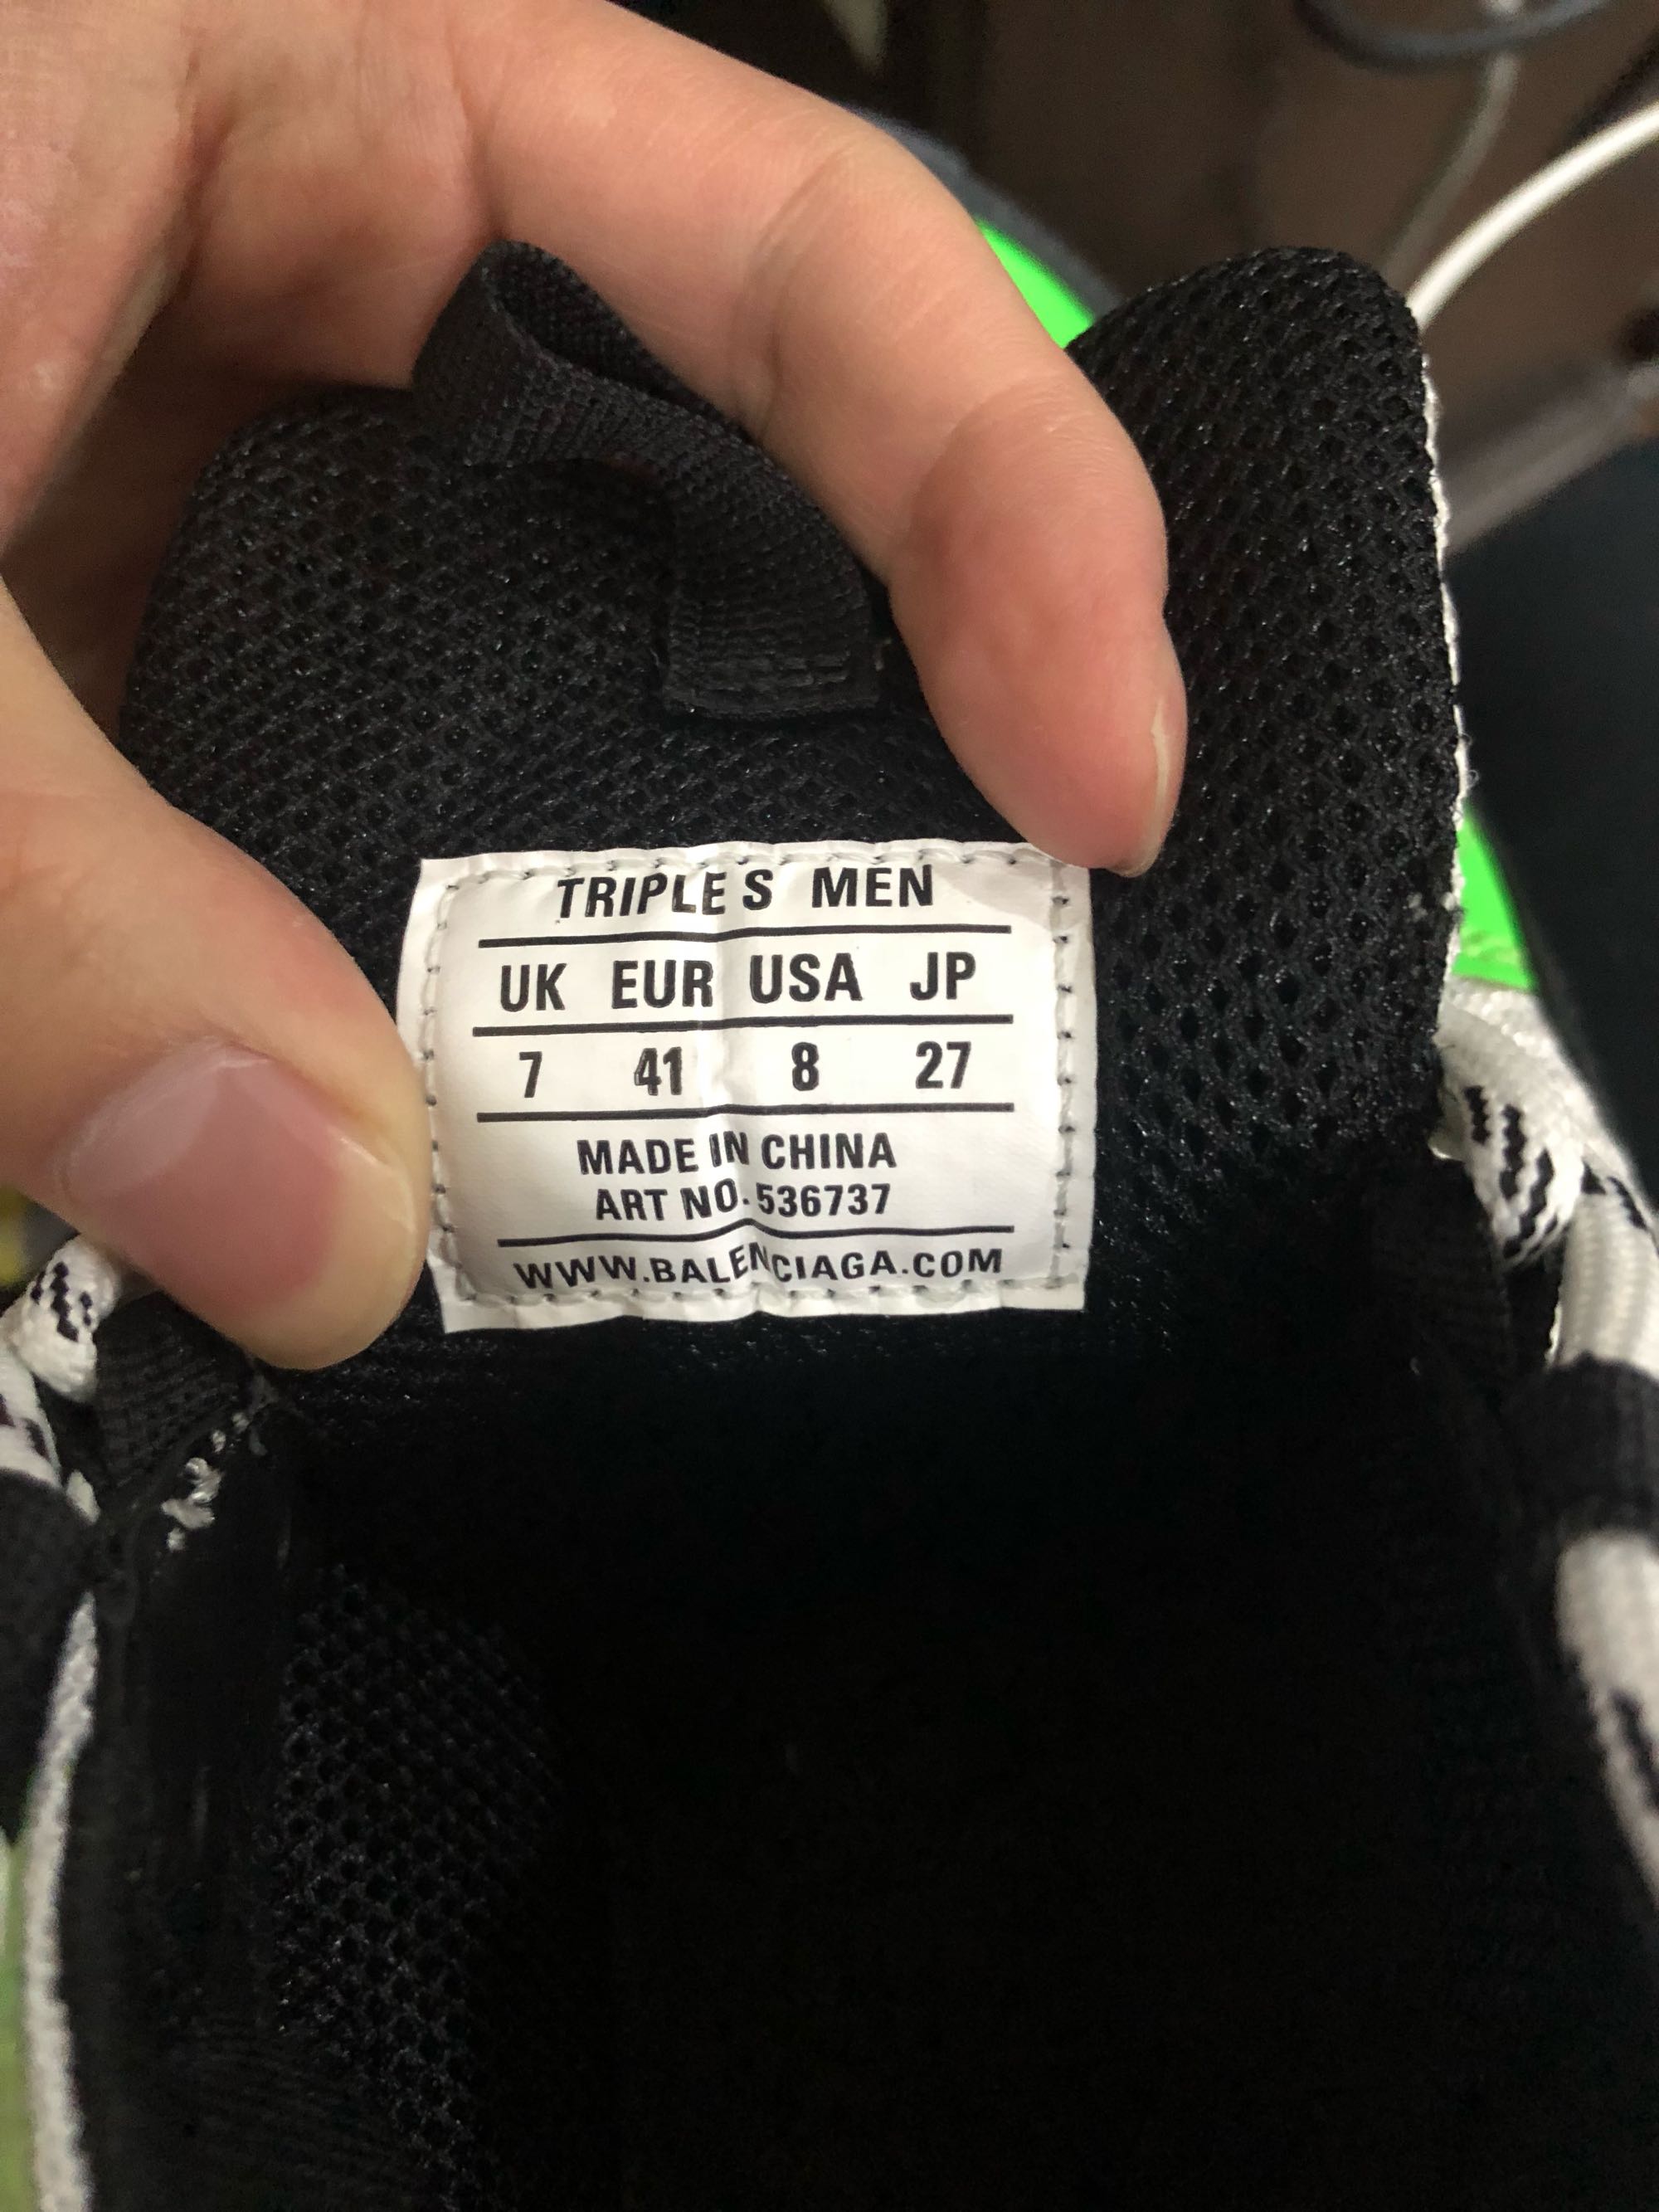 TRIPLE S MEN
UK EUR USA JP
7 41 8 27
MADE IN CHINA
ART NO. 536737
WWW.BALENCIAGA.COM